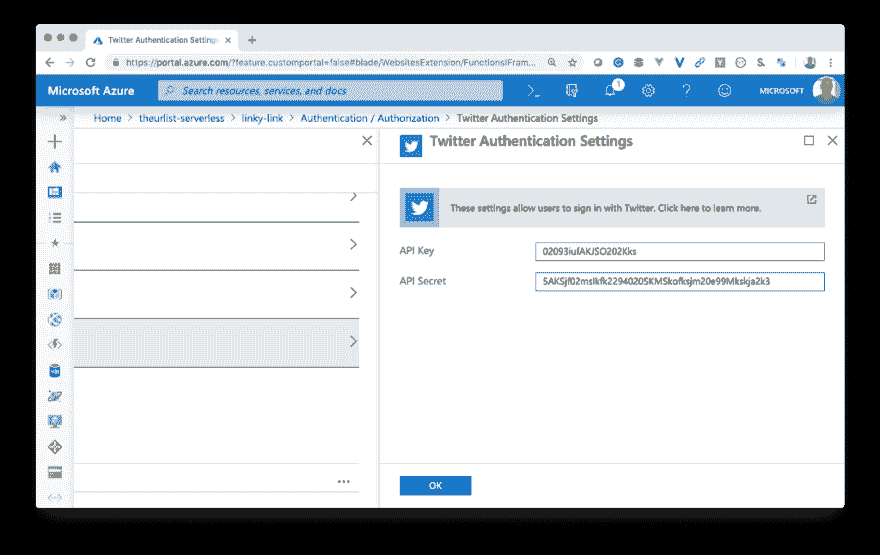 Twitter Authentication Settings
https://portal.azure.com/?feature.customportal=false#blade/WebsitesExtension/FunctionsIFram...
Microsoft Azure
Search resources, services, and docs
1
MICROSOFT
Home > theurlist-serverless > linky-link > Authentication / Authorization > Twitter Authentication Settings
Twitter Authentication Settings
These settings allow users to sign in with Twitter. Click here to learn more.
API Key
02093iufAKJSO202Kks
API Secret
5AKSjf02mslkfk2294020SKMSkofksjm20e99Mkskja2k3
OK